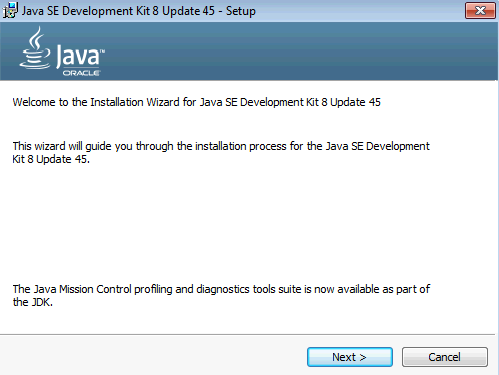 Java SE Development Kit 8 Update 45 - Setup
Java™
ORACLE
Welcome to the Installation Wizard for Java SE Development Kit 8 Update 45
This wizard will guide you through the installation process for the Java SE Development
Kit 8 Update 45.
The Java Mission Control profiling and diagnostics tools suite is now available as part of
the JDK.
Next >
Cancel